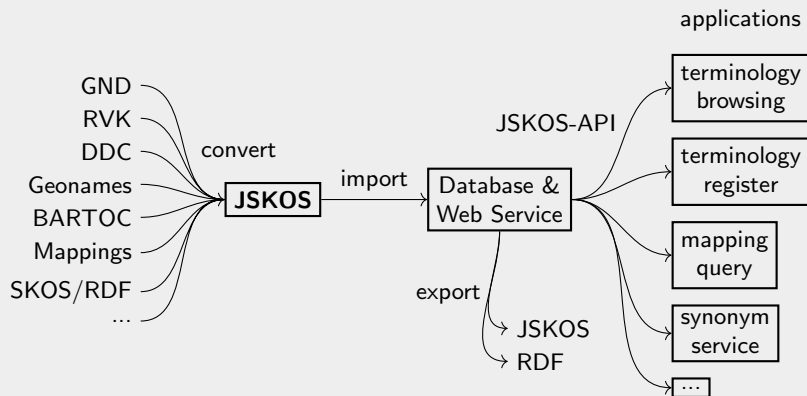 applications
GND
RVK
DDC
Geonames
BARTOC
Mappings
SKOS/RDF
...
convert
JSKOS
import
Database &
Web Service
export
JSKOS
RDF
JSKOS-API
terminology
browsing
terminology
register
mapping
query
synonym
service
...